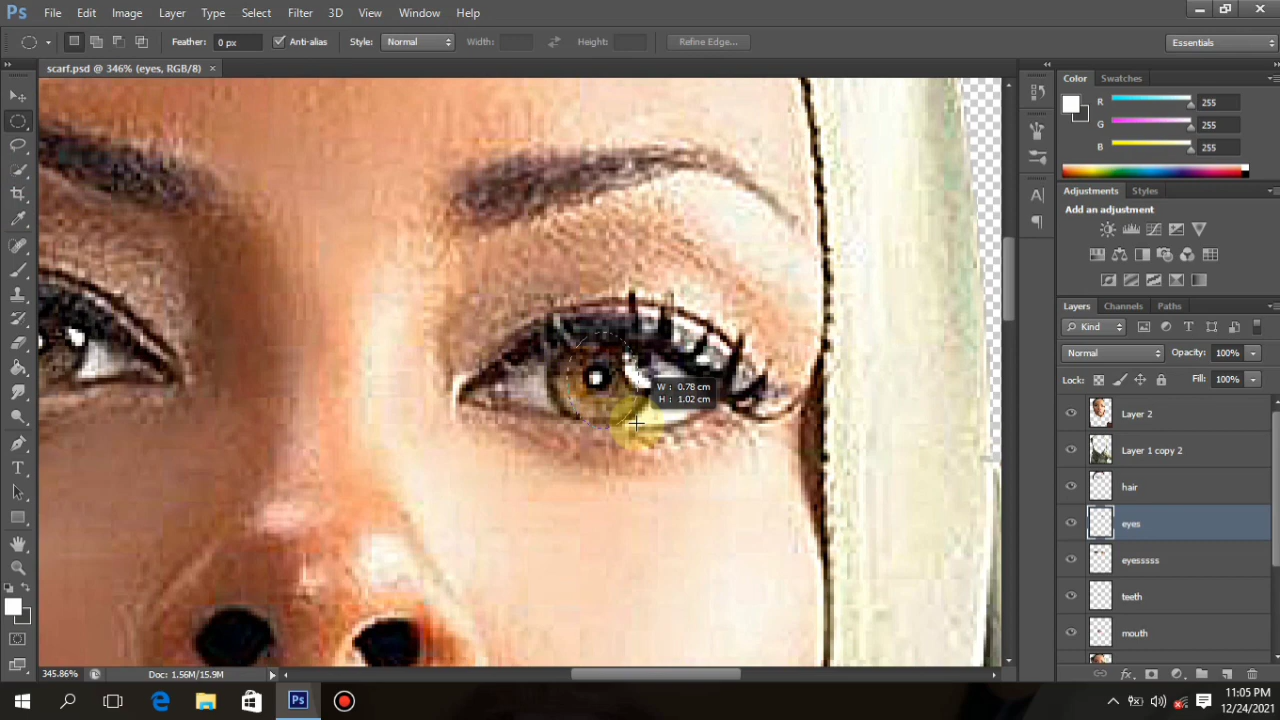 Ps File Edit Image Layer Type Select Filter 3D View Window Help
Feather: 0 px Anti-alias Style: Normal Width: Height: Refine Edge... Essentials
scarf.psd @ 346% (eyes, RGB/8) ×
Color Swatches
R 255
G 255
B 255
Adjustments Styles
Add an adjustment
Layers Channels Paths
Kind
Normal Opacity: 100%
Lock: Fill: 100%
W : 0.78 cm
H : 1.02 cm
Layer 2
Layer 1 copy 2
hair
eyes
eyesssss
teeth
mouth
345.86% Doc: 1.56M/15.9M
Ps
11:05 PM
12/24/2021